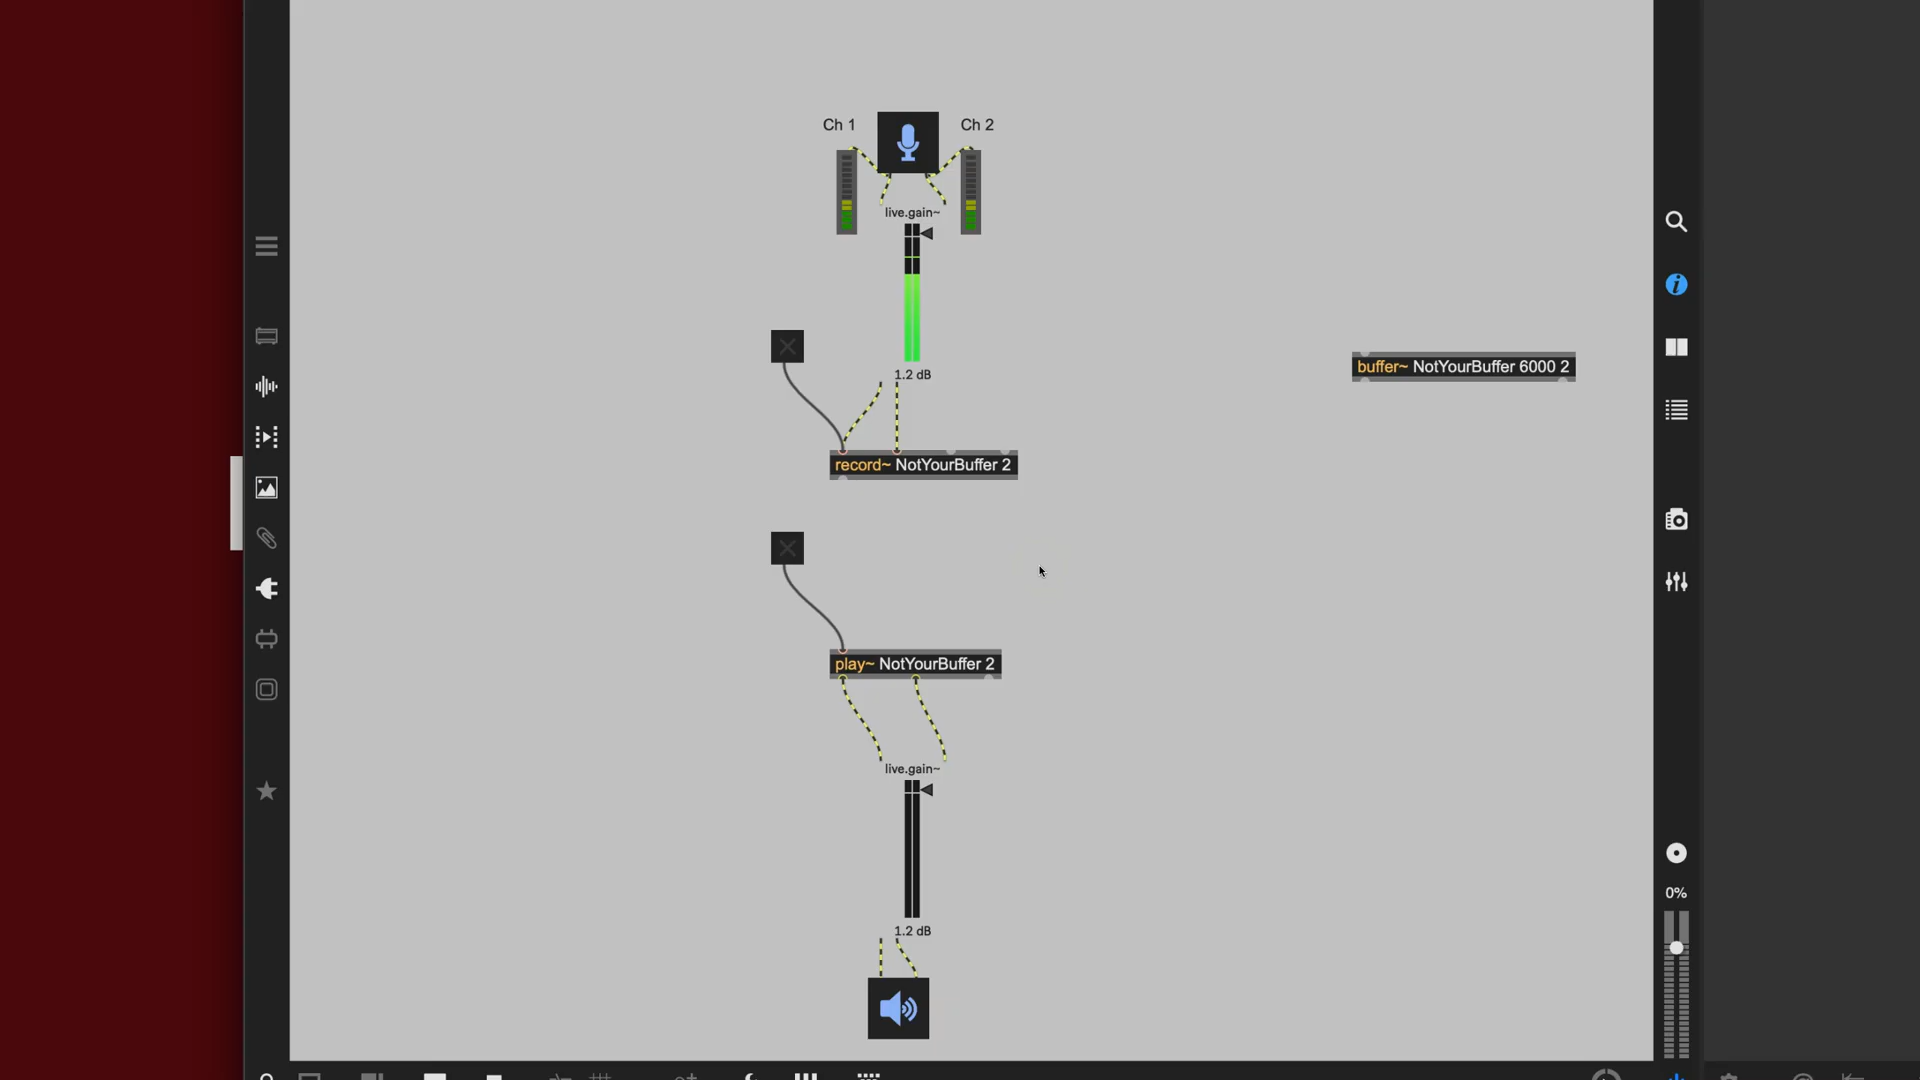 Ch 1
Ch 2
live.gain~
1.2 dB
buffer~ NotYourBuffer 6000 2
record~ NotYourBuffer 2
play~ NotYourBuffer 2
live.gain~
0%
1.2 dB